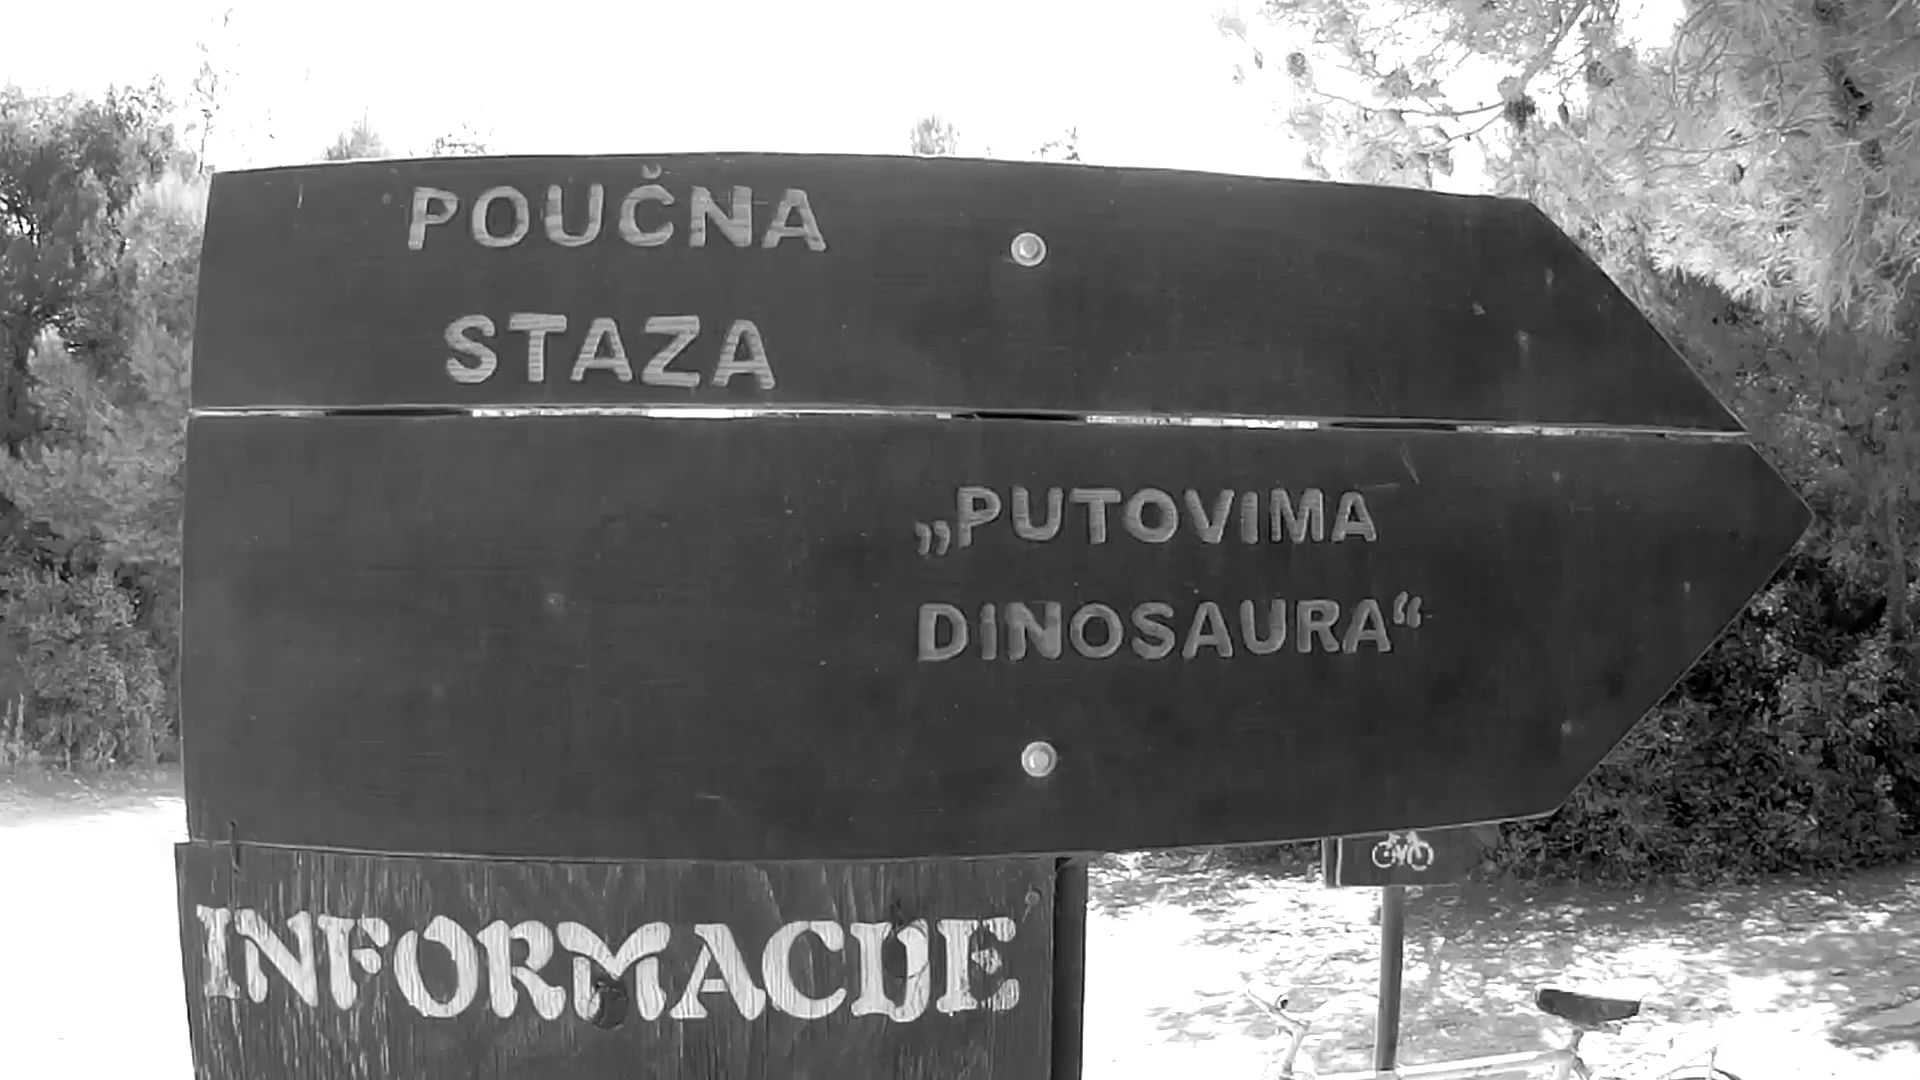 POUČNA
STAZA
„PUTOVIMA
DINOSAURA“
INFORMACIJE